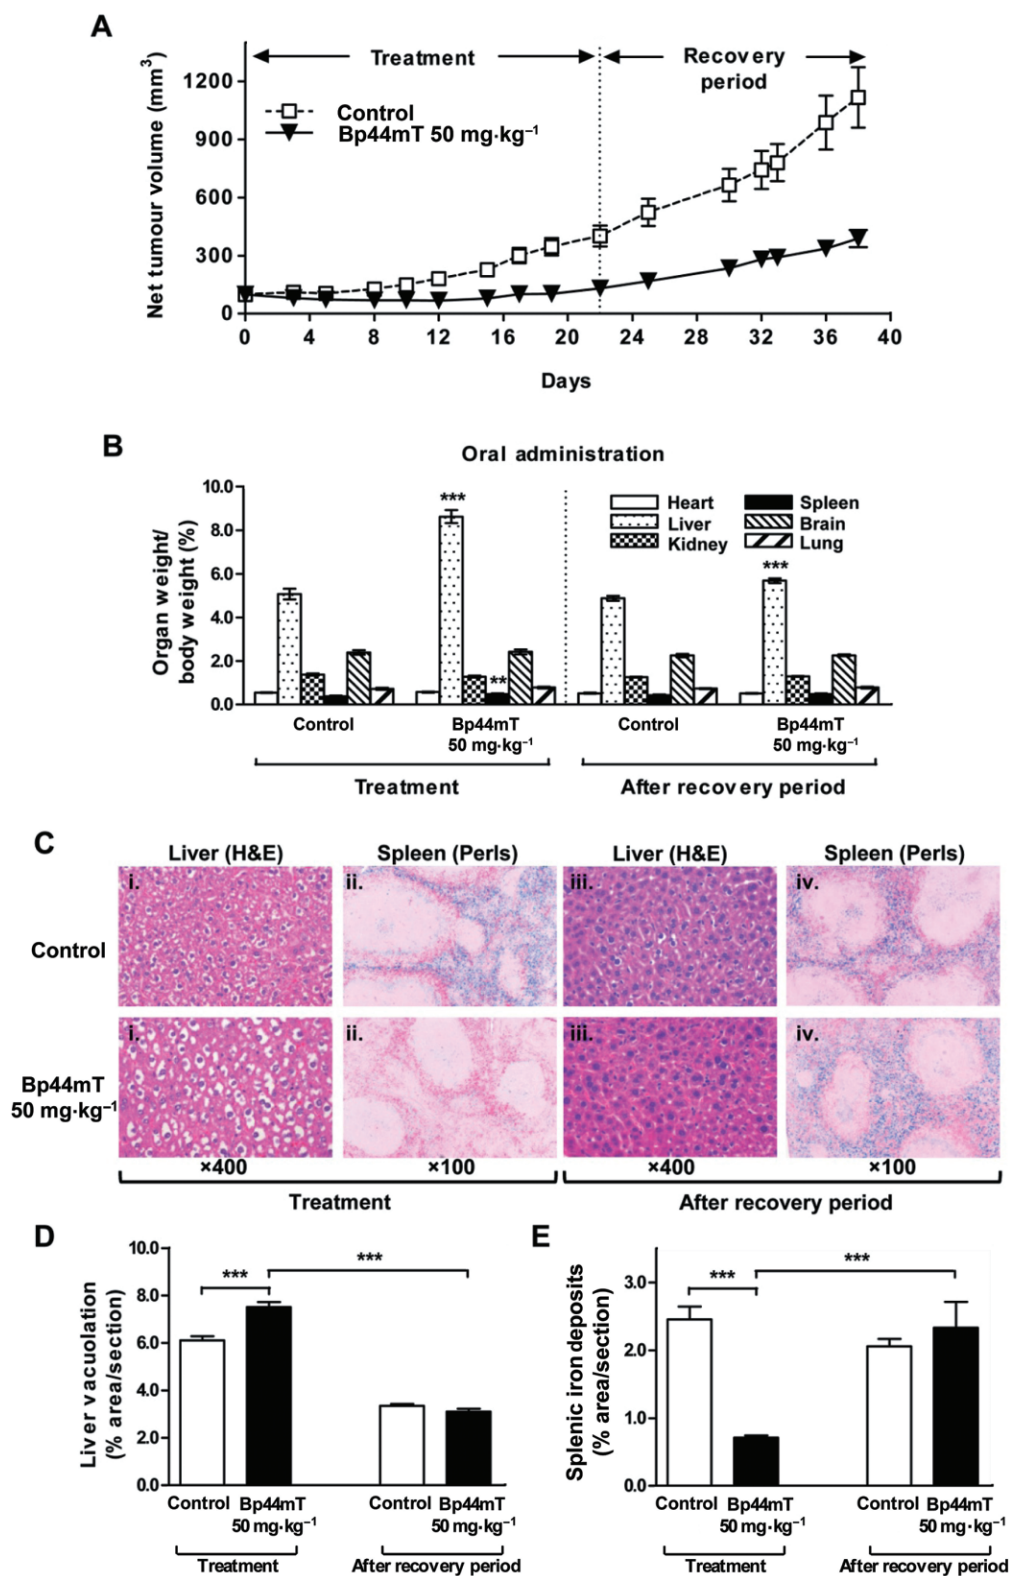 A
Treatment
Recovery
period
Control
Bp44mT 50 mg·kg⁻¹
Net tumour volume (mm³)
1200
900
600
300
0
0 4 8 12 16 20 24 28 32 36 40
Days
B
Oral administration
Organ weight/
body weight (%)
10.0
8.0
6.0
4.0
2.0
0.0
***
**
***
Heart
Liver
Kidney
Spleen
Brain
Lung
Control
Bp44mT
50 mg·kg⁻¹
Control
Bp44mT
50 mg·kg⁻¹
Treatment
After recovery period
C
Liver (H&E) Spleen (Perls) Liver (H&E) Spleen (Perls)
i. ii. iii. iv.
Control
i. ii. iii. iv.
Bp44mT
50 mg·kg⁻¹
×400 ×100 ×400 ×100
Treatment After recovery period
D
Liver vacuolation
(% area/section)
10.0
8.0
6.0
4.0
2.0
0.0
***
***
Control Bp44mT
50 mg·kg⁻¹
Control Bp44mT
50 mg·kg⁻¹
Treatment After recovery period
E
Splenic iron deposits
(% area/section)
3.0
2.0
1.0
0.0
***
***
Control Bp44mT
50 mg·kg⁻¹
Control Bp44mT
50 mg·kg⁻¹
Treatment After recovery period